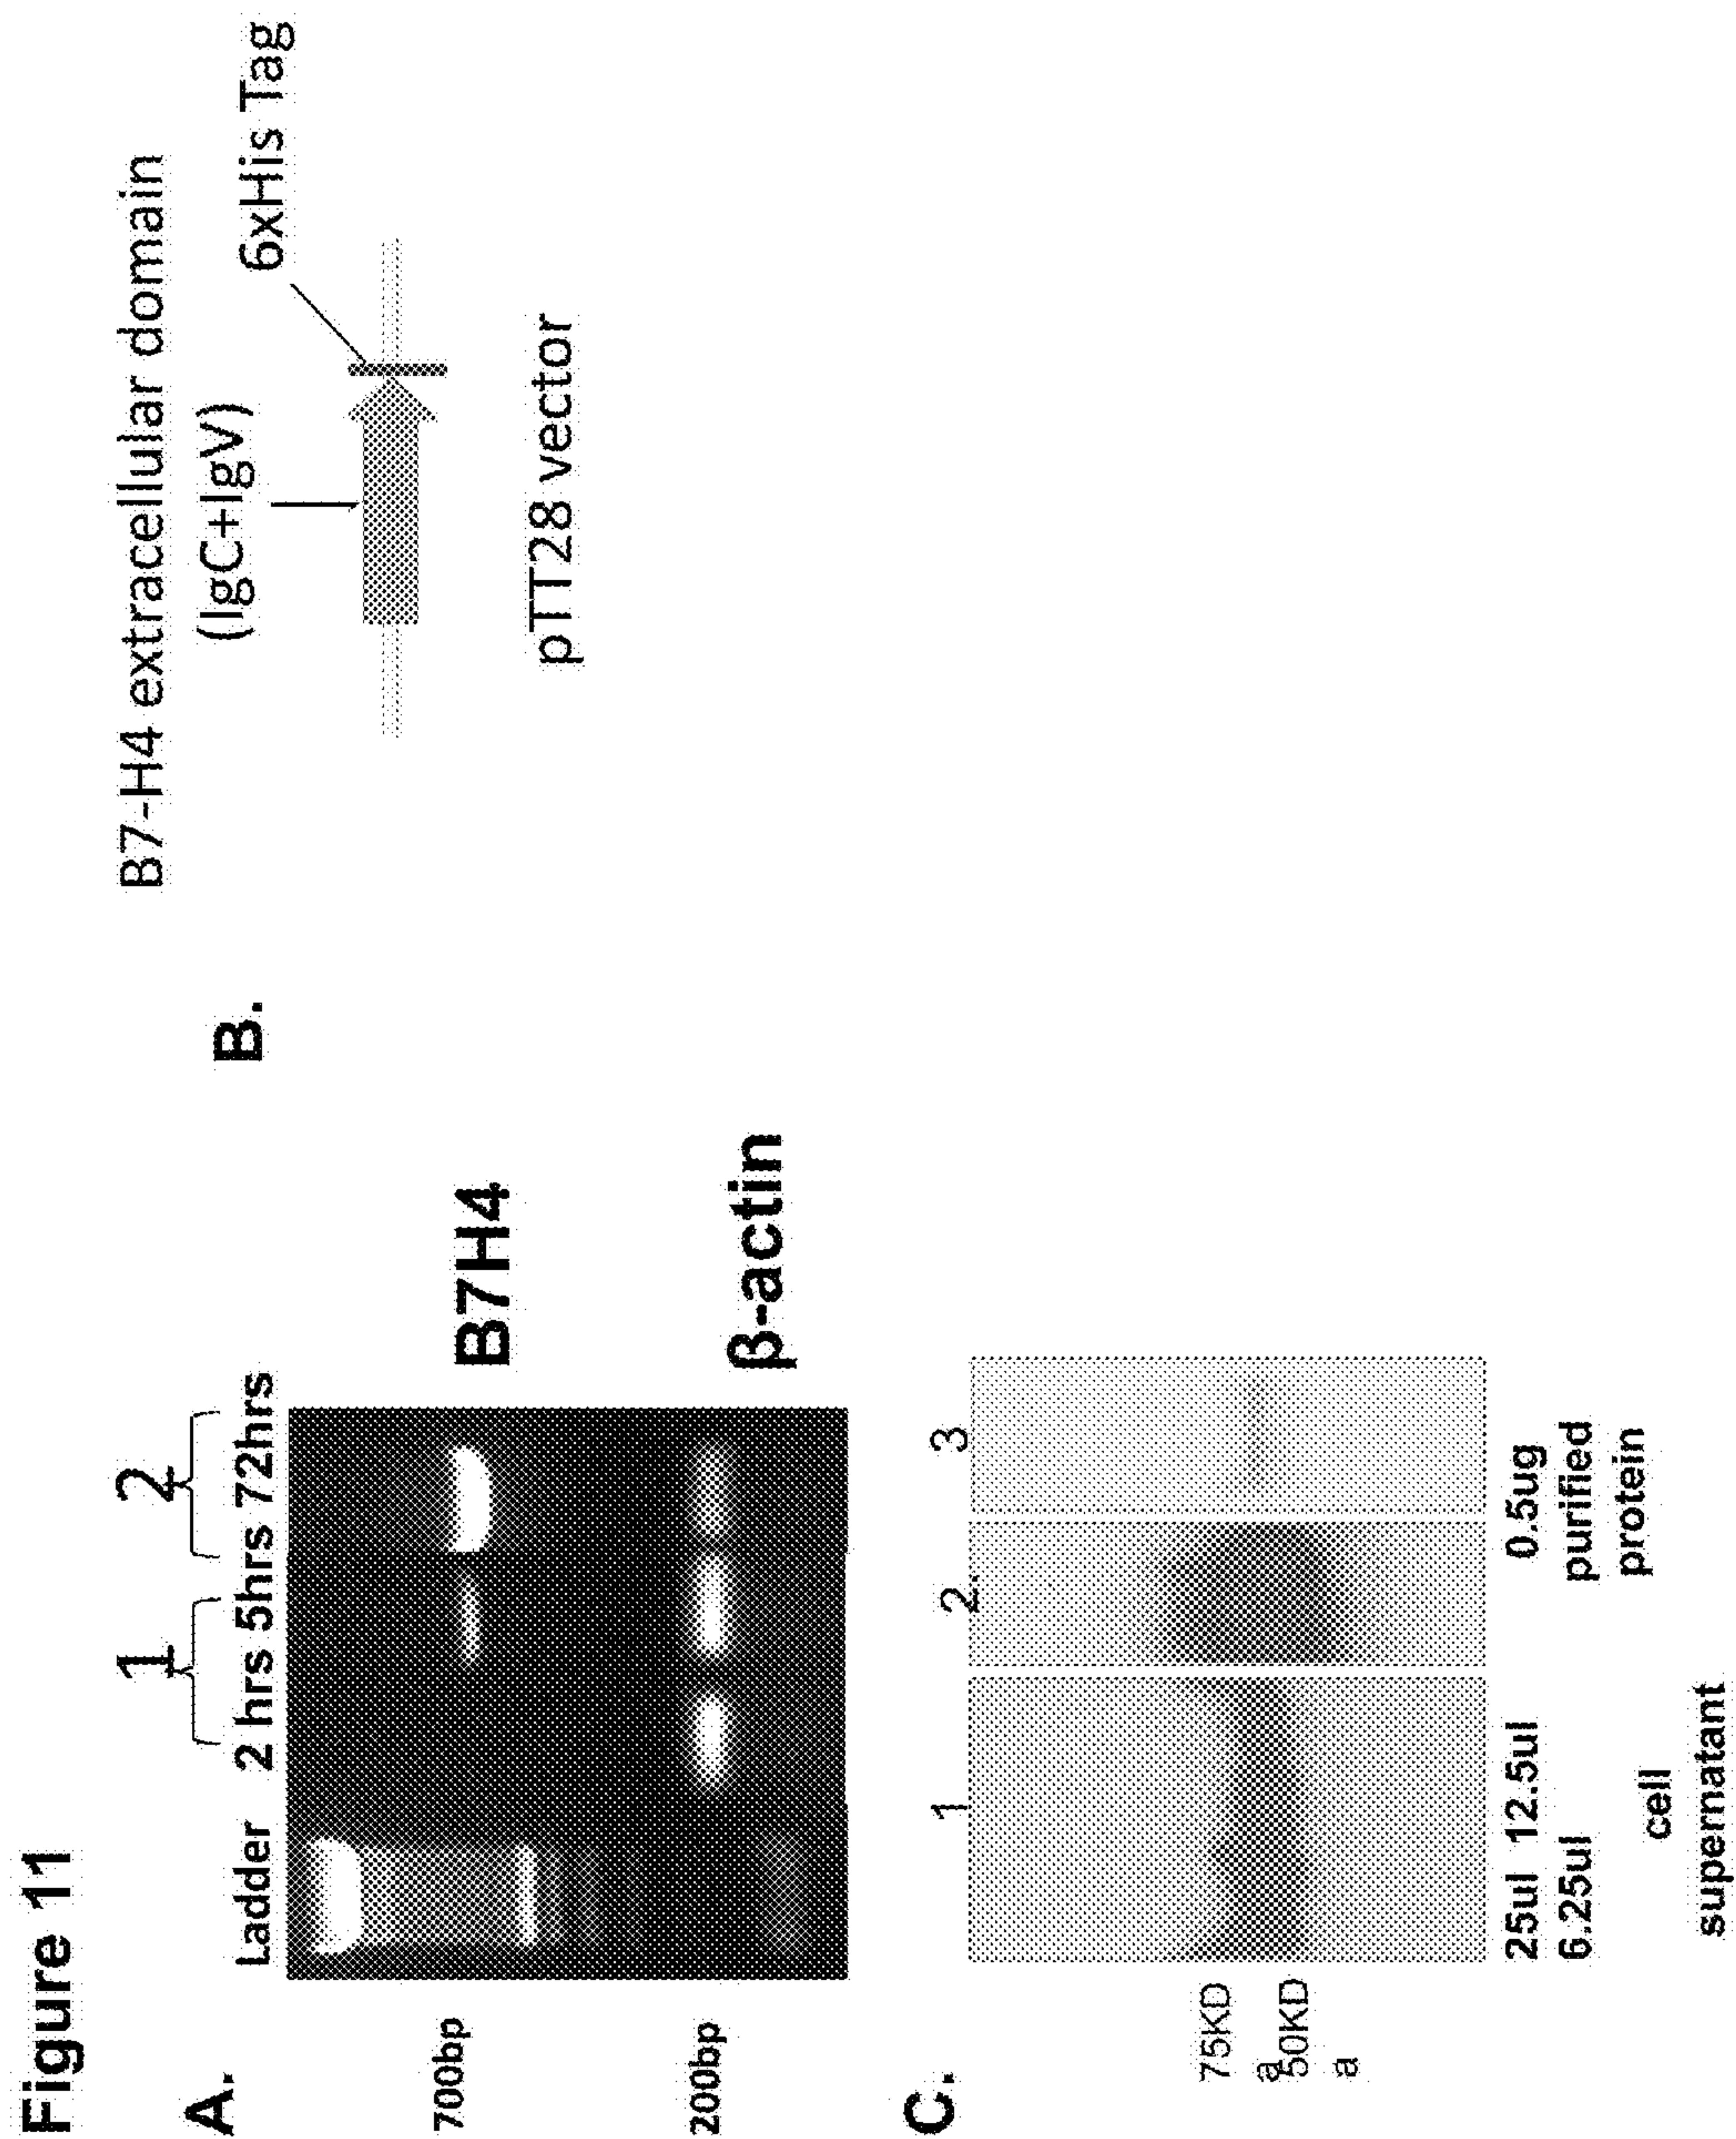 Figure 11
A.
1
2
Ladder 2 hrs 5hrs 72hrs
700bp
B7H4
200bp
β-actin
B.
B7-H4 extracellular domain
(IgC+IgV)
6xHis Tag
pTT28 vector
C.
1
2.
3
75KD
a
50KD
a
25ul 12.5ul
6.25ul
cell
supernatant
0.5ug
purified
protein